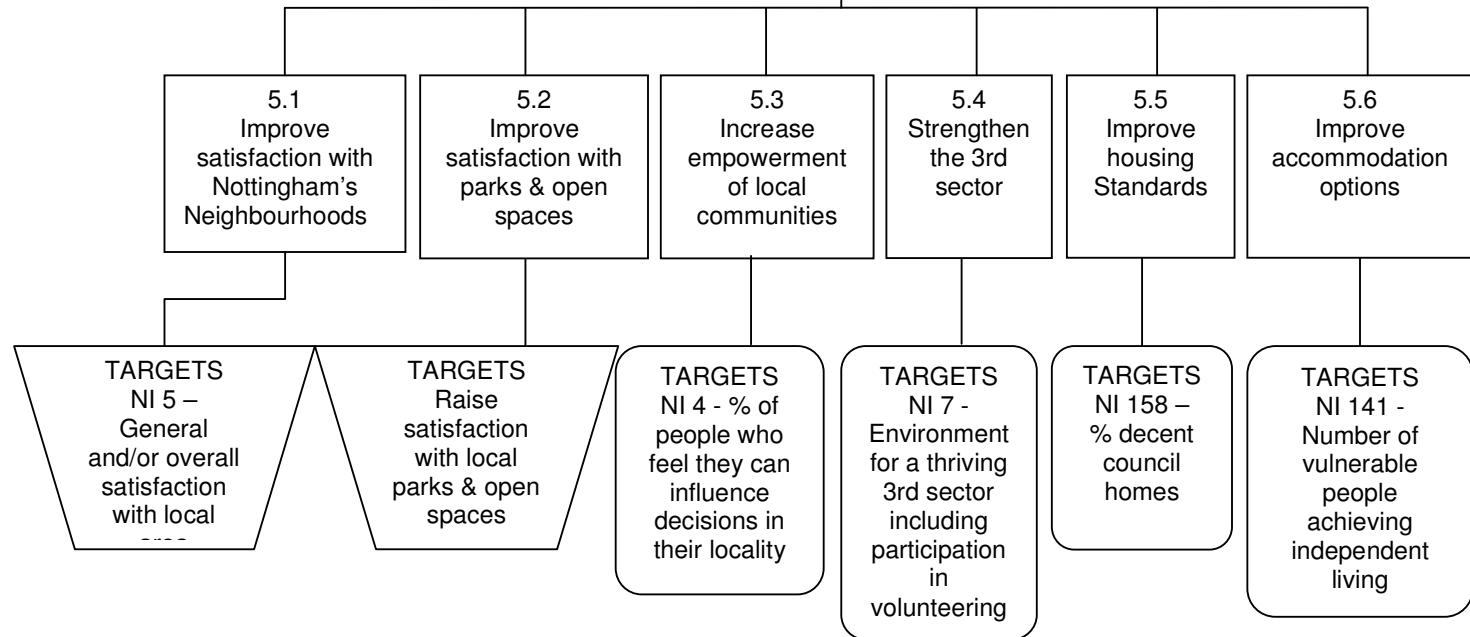 5.1
Improve
satisfaction with
Nottingham's
Neighbourhoods
5.2
Improve
satisfaction with
parks & open
spaces
5.3
Increase
empowerment
of local
communities
5.4
Strengthen
the 3rd
sector
5.5
Improve
housing
Standards
5.6
Improve
accommodation
options
TARGETS
NI 5 –
General
and/or overall
satisfaction
with local
TARGETS
Raise
satisfaction
with local
parks & open
spaces
TARGETS
NI 4 - % of
people who
feel they can
influence
decisions in
their locality
TARGETS
NI 7 -
Environment
for a thriving
3rd sector
including
participation
in
volunteering
TARGETS
NI 158 –
% decent
council
homes
TARGETS
NI 141 -
Number of
vulnerable
people
achieving
independent
living